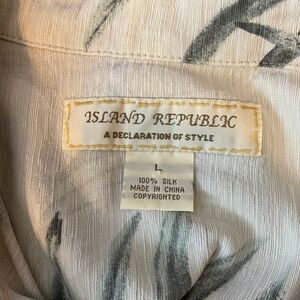 ISLAND REPUBLIC
A DECLARATION OF STYLE
L
100% SILK
MADE IN CHINA
COPYRIGHTED